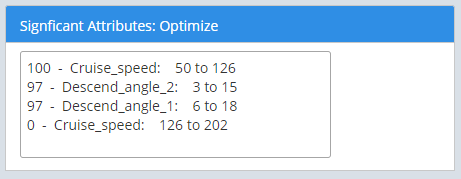 Signficant Attributes: Optimize
100 - Cruise_speed: 50 to 126
97 - Descend_angle_2: 3 to 15
97 - Descend_angle_1: 6 to 18
0 - Cruise_speed: 126 to 202